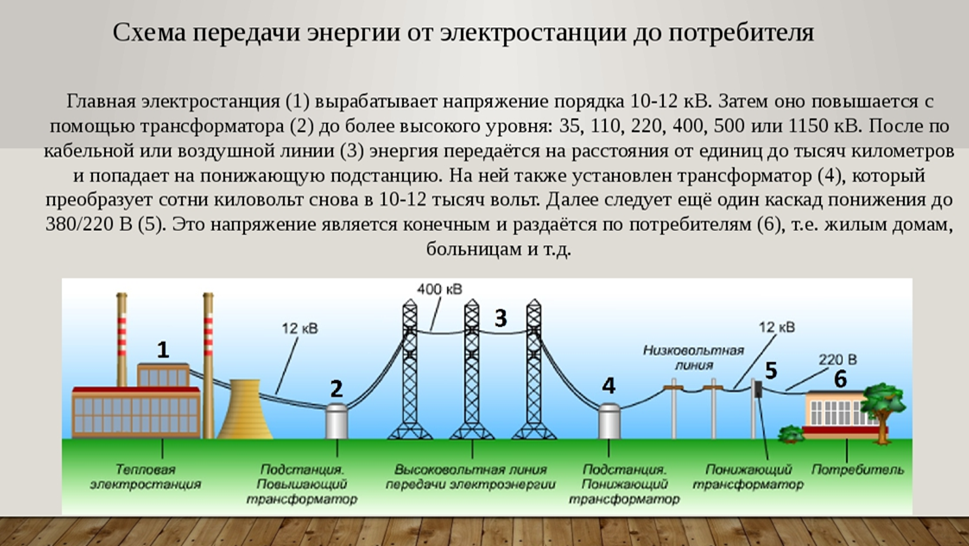 Схема передачи энергии от электростанции до потребителя
Главная электростанция (1) вырабатывает напряжение порядка 10-12 кВ. Затем оно повышается с
помощью трансформатора (2) до более высокого уровня: 35, 110, 220, 400, 500 или 1150 кВ. После по
кабельной или воздушной линии (3) энергия передаётся на расстояния от единиц до тысяч километров
и попадает на понижающую подстанцию. На ней также установлен трансформатор (4), который
преобразует сотни киловольт снова в 10-12 тысяч вольт. Далее следует ещё один каскад понижения до
380/220 В (5). Это напряжение является конечным и раздаётся по потребителям (6), т.е. жилым домам,
больницам и т.д.
400 кВ
3
12 кВ
12 кВ
1
Низковольтная
линия
220 В
5
6
2
4
Тепловая
электростанция
Подстанция.
Повышающий
трансформатор
Высоковольтная линия
передачи электроэнергии
Подстанция.
Понижающий
трансформатор
Понижающий
трансформатор
Потребитель